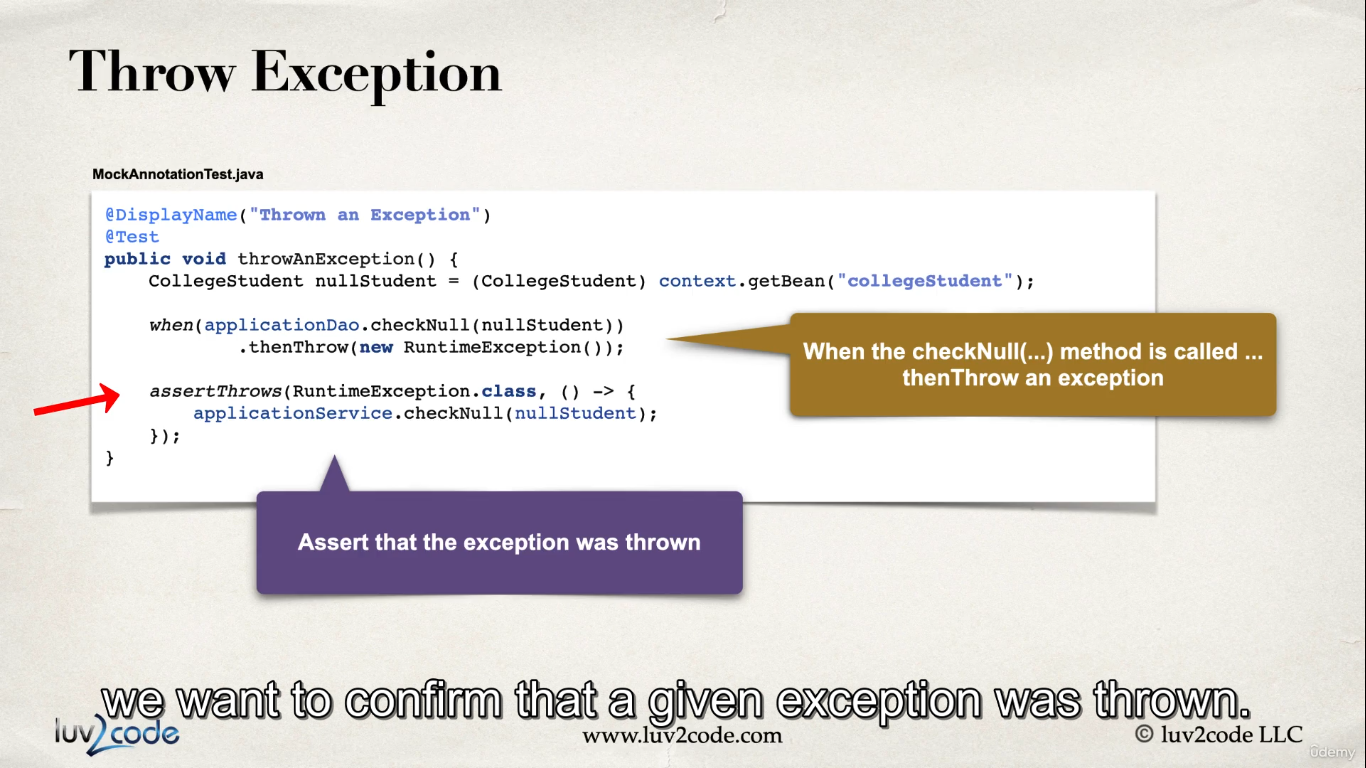 Throw Exception
MockAnnotationTest.java
@DisplayName("Thrown an Exception")
@Test
public void throwAnException() {
    CollegeStudent nullStudent = (CollegeStudent) context.getBean("collegeStudent");
    when(applicationDao.checkNull(nullStudent))
            .thenThrow(new RuntimeException());
    assertThrows(RuntimeException.class, () -> {
        applicationService.checkNull(nullStudent);
    });
}
When the checkNull(...) method is called ...
thenThrow an exception
Assert that the exception was thrown
we want to confirm that a given exception was thrown.
luv2code
www.luv2code.com
© luv2code LLC
ûdemy